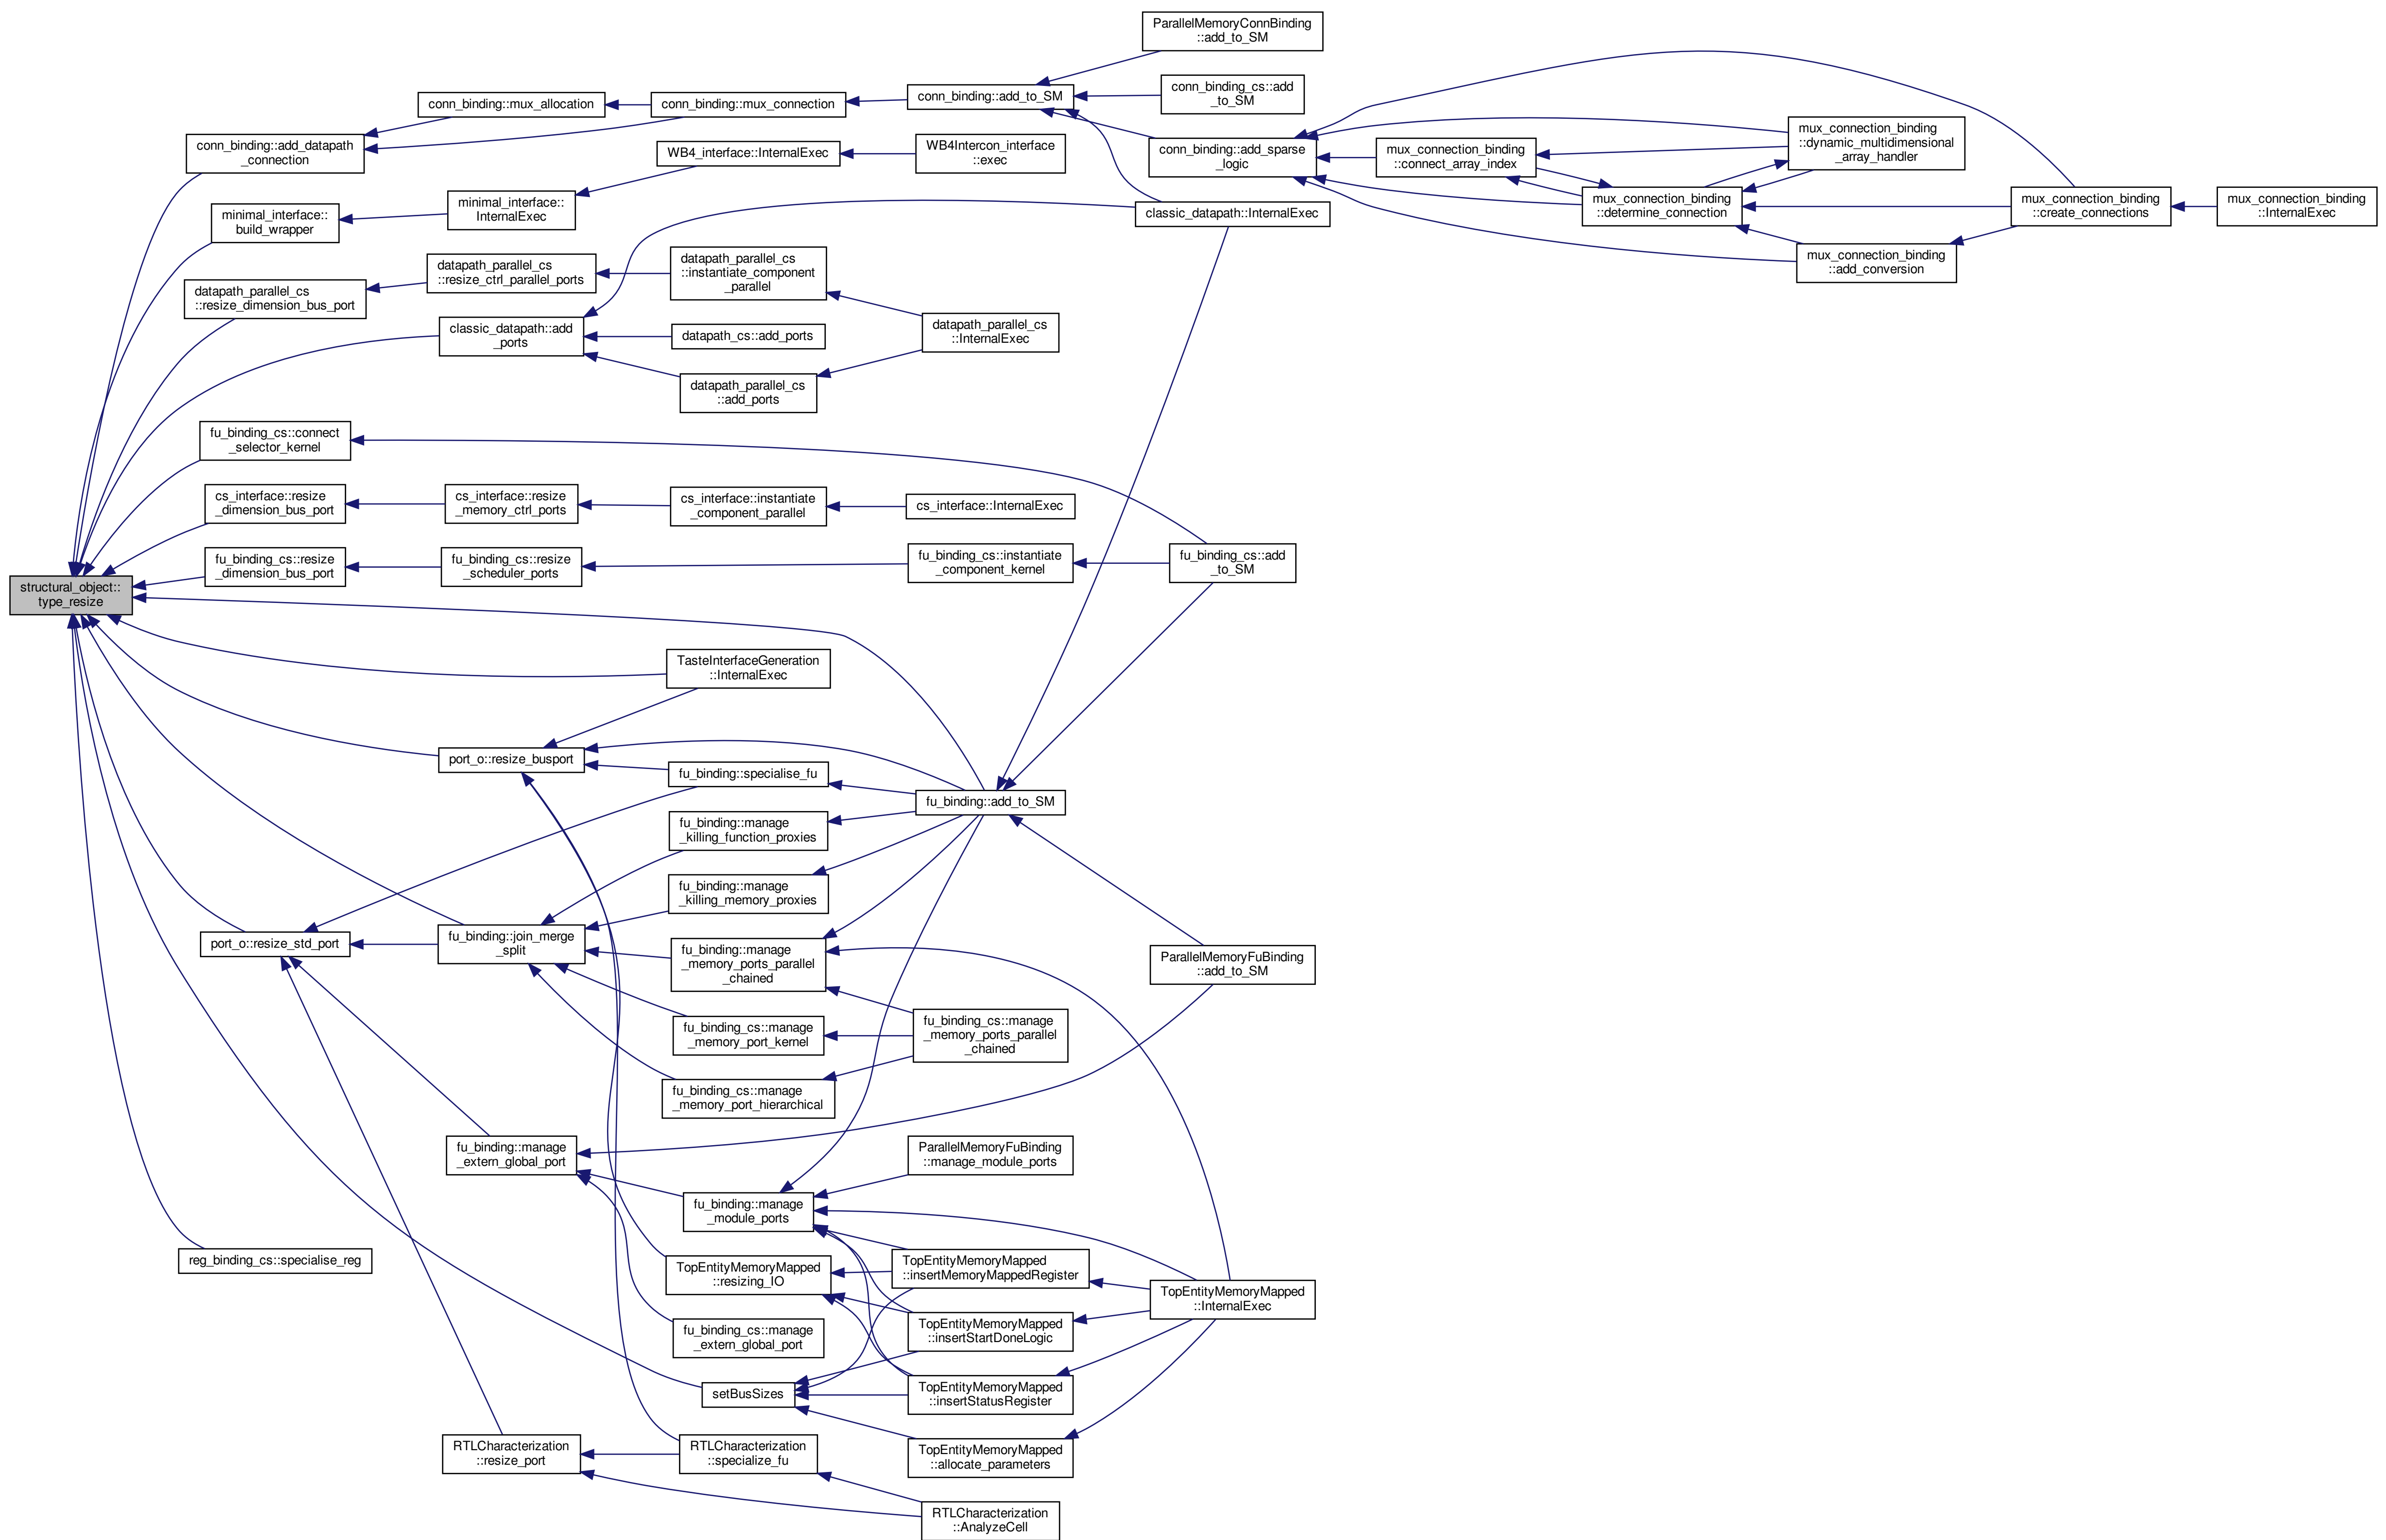 ParallelMemoryConnBinding
::add_to_SM
conn_binding_cs::add
_to_SM
conn_binding::mux_allocation
conn_binding::mux_connection
conn_binding::add_to_SM
conn_binding::add_datapath
_connection
WB4_interface::InternalExec
WB4Intercon_interface
::exec
conn_binding::add_sparse
_logic
mux_connection_binding
::connect_array_index
mux_connection_binding
::dynamic_multidimensional
_array_handler
mux_connection_binding
::determine_connection
mux_connection_binding
::create_connections
mux_connection_binding
::InternalExec
mux_connection_binding
::add_conversion
minimal_interface::
build_wrapper
minimal_interface::
InternalExec
classic_datapath::InternalExec
datapath_parallel_cs
::resize_dimension_bus_port
datapath_parallel_cs
::resize_ctrl_parallel_ports
datapath_parallel_cs
::instantiate_component
_parallel
classic_datapath::add
_ports
datapath_cs::add_ports
datapath_parallel_cs
::InternalExec
datapath_parallel_cs
::add_ports
fu_binding_cs::connect
_selector_kernel
cs_interface::resize
_dimension_bus_port
cs_interface::resize
_memory_ctrl_ports
cs_interface::instantiate
_component_parallel
cs_interface::InternalExec
fu_binding_cs::resize
_dimension_bus_port
fu_binding_cs::resize
_scheduler_ports
fu_binding_cs::instantiate
_component_kernel
fu_binding_cs::add
_to_SM
structural_object::
type_resize
TasteInterfaceGeneration
::InternalExec
port_o::resize_busport
fu_binding::specialise_fu
fu_binding::add_to_SM
fu_binding::manage
_killing_function_proxies
fu_binding::manage
_killing_memory_proxies
port_o::resize_std_port
fu_binding::join_merge
_split
fu_binding::manage
_memory_ports_parallel
_chained
ParallelMemoryFuBinding
::add_to_SM
fu_binding_cs::manage
_memory_port_kernel
fu_binding_cs::manage
_memory_ports_parallel
_chained
fu_binding_cs::manage
_memory_port_hierarchical
fu_binding::manage
_extern_global_port
ParallelMemoryFuBinding
::manage_module_ports
fu_binding::manage
_module_ports
reg_binding_cs::specialise_reg
TopEntityMemoryMapped
::resizing_IO
TopEntityMemoryMapped
::insertMemoryMappedRegister
TopEntityMemoryMapped
::InternalExec
fu_binding_cs::manage
_extern_global_port
TopEntityMemoryMapped
::insertStartDoneLogic
setBusSizes
TopEntityMemoryMapped
::insertStatusRegister
RTLCharacterization
::resize_port
RTLCharacterization
::specialize_fu
TopEntityMemoryMapped
::allocate_parameters
RTLCharacterization
::AnalyzeCell